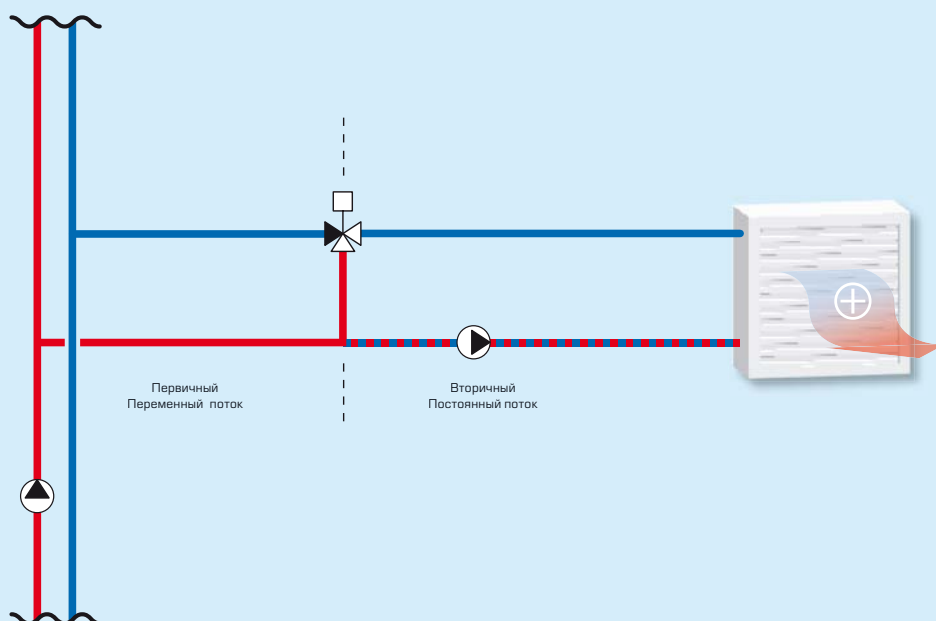 Первичный
Переменный поток
Вторичный
Постоянный поток